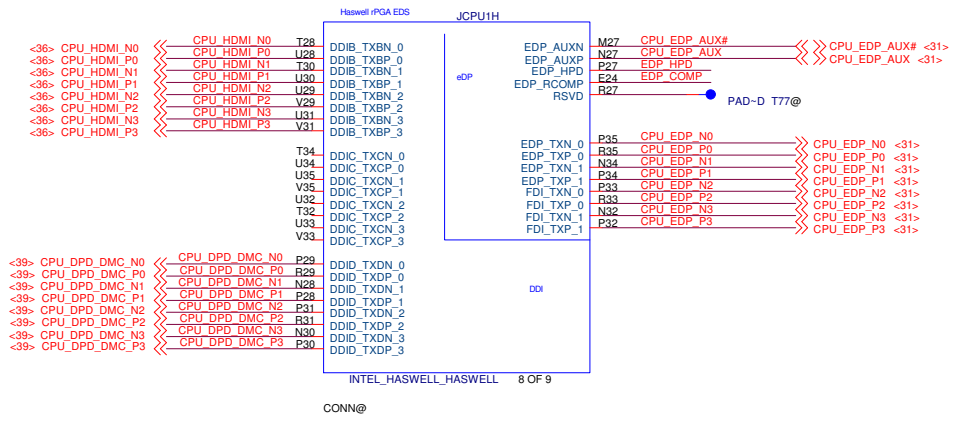 Haswell rPGA EDS
JCPU1H
<36> CPU_HDMI_N0 CPU_HDMI_N0 T28 DDIB_TXBN_0
<36> CPU_HDMI_P0 CPU_HDMI_P0 U28 DDIB_TXBP_0
<36> CPU_HDMI_N1 CPU_HDMI_N1 T30 DDIB_TXBN_1
<36> CPU_HDMI_P1 CPU_HDMI_P1 U30 DDIB_TXBP_1
<36> CPU_HDMI_N2 CPU_HDMI_N2 U29 DDIB_TXBN_2
<36> CPU_HDMI_P2 CPU_HDMI_P2 V29 DDIB_TXBP_2
<36> CPU_HDMI_N3 CPU_HDMI_N3 U31 DDIB_TXBN_3
<36> CPU_HDMI_P3 CPU_HDMI_P3 V31 DDIB_TXBP_3
T34 DDIC_TXCN_0
U34 DDIC_TXCP_0
U35 DDIC_TXCN_1
V35 DDIC_TXCP_1
U32 DDIC_TXCN_2
T32 DDIC_TXCP_2
U33 DDIC_TXCN_3
V33 DDIC_TXCP_3
<39> CPU_DPD_DMC_N0 CPU_DPD_DMC_N0 P29 DDID_TXDN_0
<39> CPU_DPD_DMC_P0 CPU_DPD_DMC_P0 R29 DDID_TXDP_0
<39> CPU_DPD_DMC_N1 CPU_DPD_DMC_N1 N28 DDID_TXDN_1
<39> CPU_DPD_DMC_P1 CPU_DPD_DMC_P1 P28 DDID_TXDP_1
<39> CPU_DPD_DMC_N2 CPU_DPD_DMC_N2 P31 DDID_TXDN_2
<39> CPU_DPD_DMC_P2 CPU_DPD_DMC_P2 R31 DDID_TXDP_2
<39> CPU_DPD_DMC_N3 CPU_DPD_DMC_N3 N30 DDID_TXDN_3
<39> CPU_DPD_DMC_P3 CPU_DPD_DMC_P3 P30 DDID_TXDP_3
eDP
EDP_AUXN M27 CPU_EDP_AUX# CPU_EDP_AUX# <31>
EDP_AUXP N27 CPU_EDP_AUX CPU_EDP_AUX <31>
EDP_HPD P27 EDP_HPD
EDP_RCOMP E24 EDP_COMP
RSVD R27 PAD~D T77@
EDP_TXN_0 P35 CPU_EDP_N0 CPU_EDP_N0 <31>
EDP_TXP_0 R35 CPU_EDP_P0 CPU_EDP_P0 <31>
EDP_TXN_1 N34 CPU_EDP_N1 CPU_EDP_N1 <31>
EDP_TXP_1 P34 CPU_EDP_P1 CPU_EDP_P1 <31>
FDI_TXN_0 P33 CPU_EDP_N2 CPU_EDP_N2 <31>
FDI_TXP_0 R33 CPU_EDP_P2 CPU_EDP_P2 <31>
FDI_TXN_1 N32 CPU_EDP_N3 CPU_EDP_N3 <31>
FDI_TXP_1 P32 CPU_EDP_P3 CPU_EDP_P3 <31>
DDI
INTEL_HASWELL_HASWELL 8 OF 9
CONN@